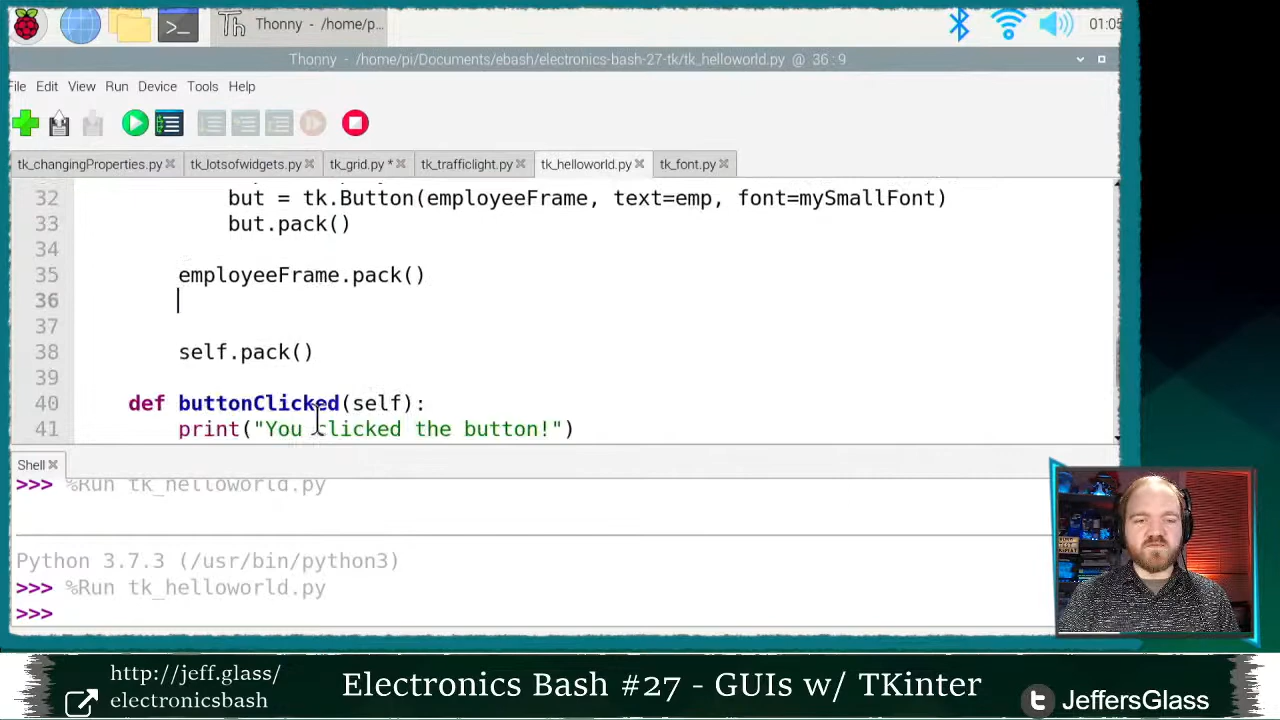 Thonny - /home/p...
01:05
Thonny - /home/pi/Documents/ebash/electronics-bash-27-tk/tk_helloworld.py @ 36:9
File Edit View Run Device Tools Help
tk_changingProperties.py tk_lotsofwidgets.py tk_grid.py * tk_trafficlight.py tk_helloworld.py tk_font.py
32 but = tk.Button(employeeFrame, text=emp, font=mySmallFont)
33 but.pack()
34
35 employeeFrame.pack()
36
37
38 self.pack()
39
40 def buttonClicked(self):
41 print("You clicked the button!")
Shell
>>> %Run tk_helloworld.py
Python 3.7.3 (/usr/bin/python3)
>>> %Run tk_helloworld.py
>>>
http://jeff.glass/
electronicsbash
Electronics Bash #27 - GUIs w/ TKinter
JeffersGlass